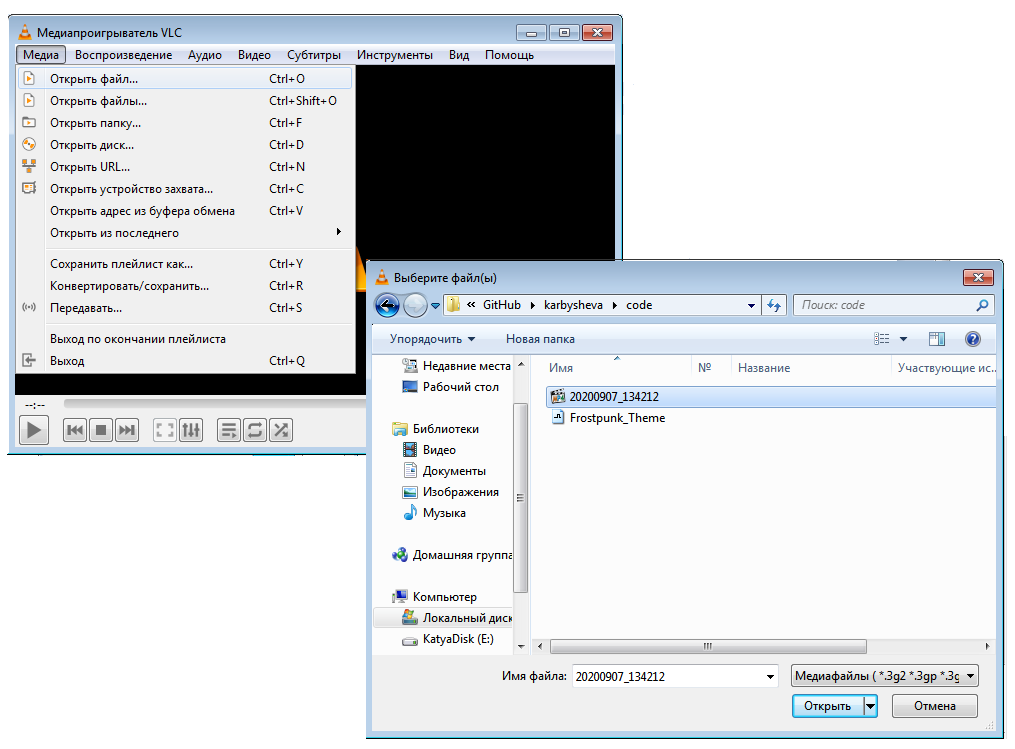 Медиапроигрыватель VLC
Медиа Воспроизведение Аудио Видео Субтитры Инструменты Вид Помощь
Открыть файл... Ctrl+O
Открыть файлы... Ctrl+Shift+O
Открыть папку... Ctrl+F
Открыть диск... Ctrl+D
Открыть URL... Ctrl+N
Открыть устройство захвата... Ctrl+C
Открыть адрес из буфера обмена Ctrl+V
Открыть из последнего
Сохранить плейлист как... Ctrl+Y
Конвертировать/сохранить... Ctrl+R
Передавать... Ctrl+S
Выход по окончании плейлиста
Выход Ctrl+Q
--:--
Выберите файл(ы)
« GitHub karbysheva code
Поиск: code
Упорядочить Новая папка
Недавние места
Рабочий стол
Библиотеки
Видео
Документы
Изображения
Музыка
Домашняя группа
Компьютер
Локальный диск
KatyaDisk (E:)
Имя № Название Участвующие ис...
20200907_134212
Frostpunk_Theme
Имя файла: 20200907_134212
Медиафайлы ( *.3g2 *.3gp *.3g
Открыть Отмена